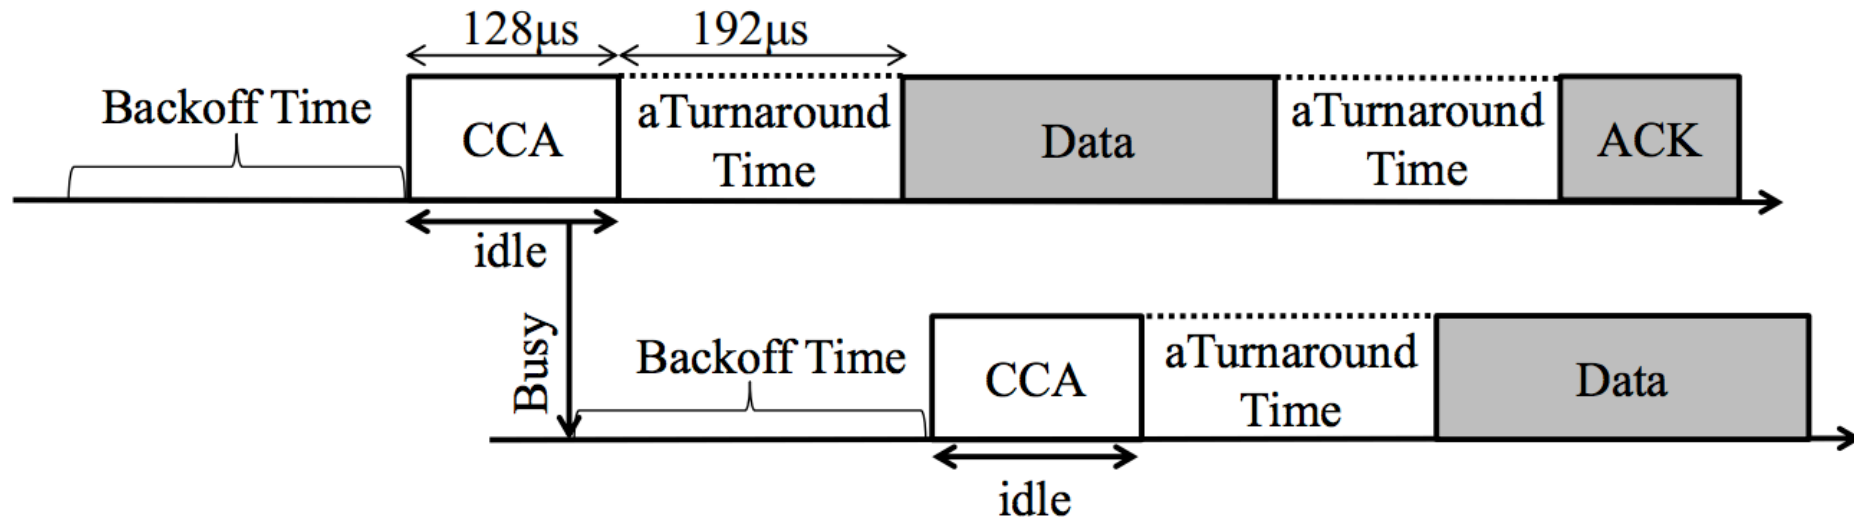 128μs
192μs
Backoff Time
CCA
aTurnaround
Time
Data
aTurnaround
Time
ACK
idle
Busy
Backoff Time
CCA
aTurnaround
Time
Data
idle